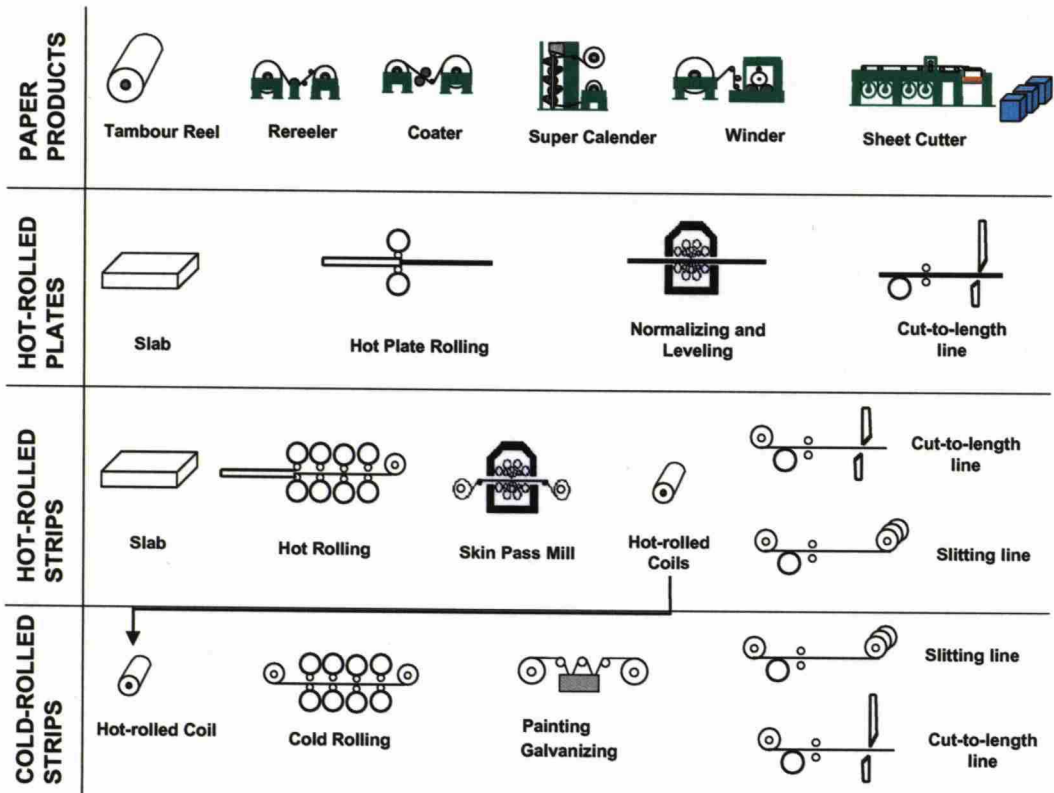 PAPER
PRODUCTS
Tambour Reel
Rereeler
Coater
Super Calender
Winder
Sheet Cutter
HOT-ROLLED
PLATES
Slab
Hot Plate Rolling
Normalizing and
Leveling
Cut-to-length
line
HOT-ROLLED
STRIPS
Slab
Hot Rolling
Skin Pass Mill
Hot-rolled
Coils
Cut-to-length
line
Slitting line
COLD-ROLLED
STRIPS
Hot-rolled Coil
Cold Rolling
Painting
Galvanizing
Slitting line
Cut-to-length
line